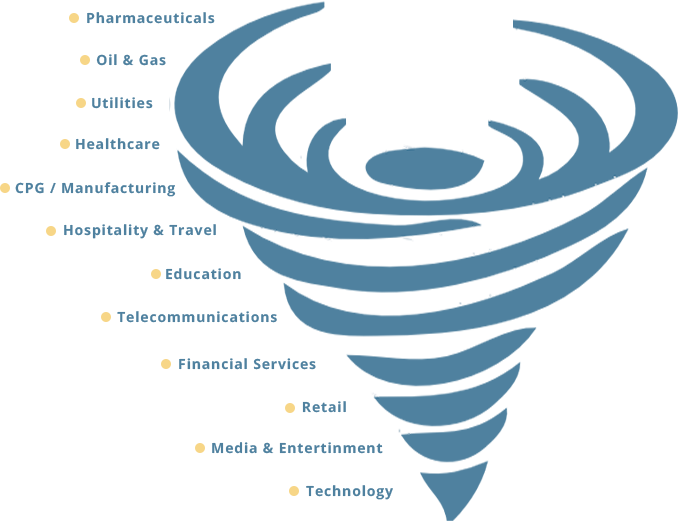 Pharmaceuticals
Oil & Gas
Utilities
Healthcare
CPG / Manufacturing
Hospitality & Travel
Education
Telecommunications
Financial Services
Retail
Media & Entertinment
Technology